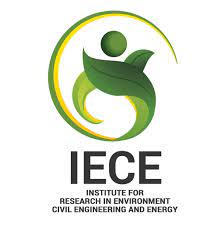 IECE
INSTITUTE FOR
RESEARCH IN ENVIRONMENT
CIVIL ENGINEERING AND ENERGY